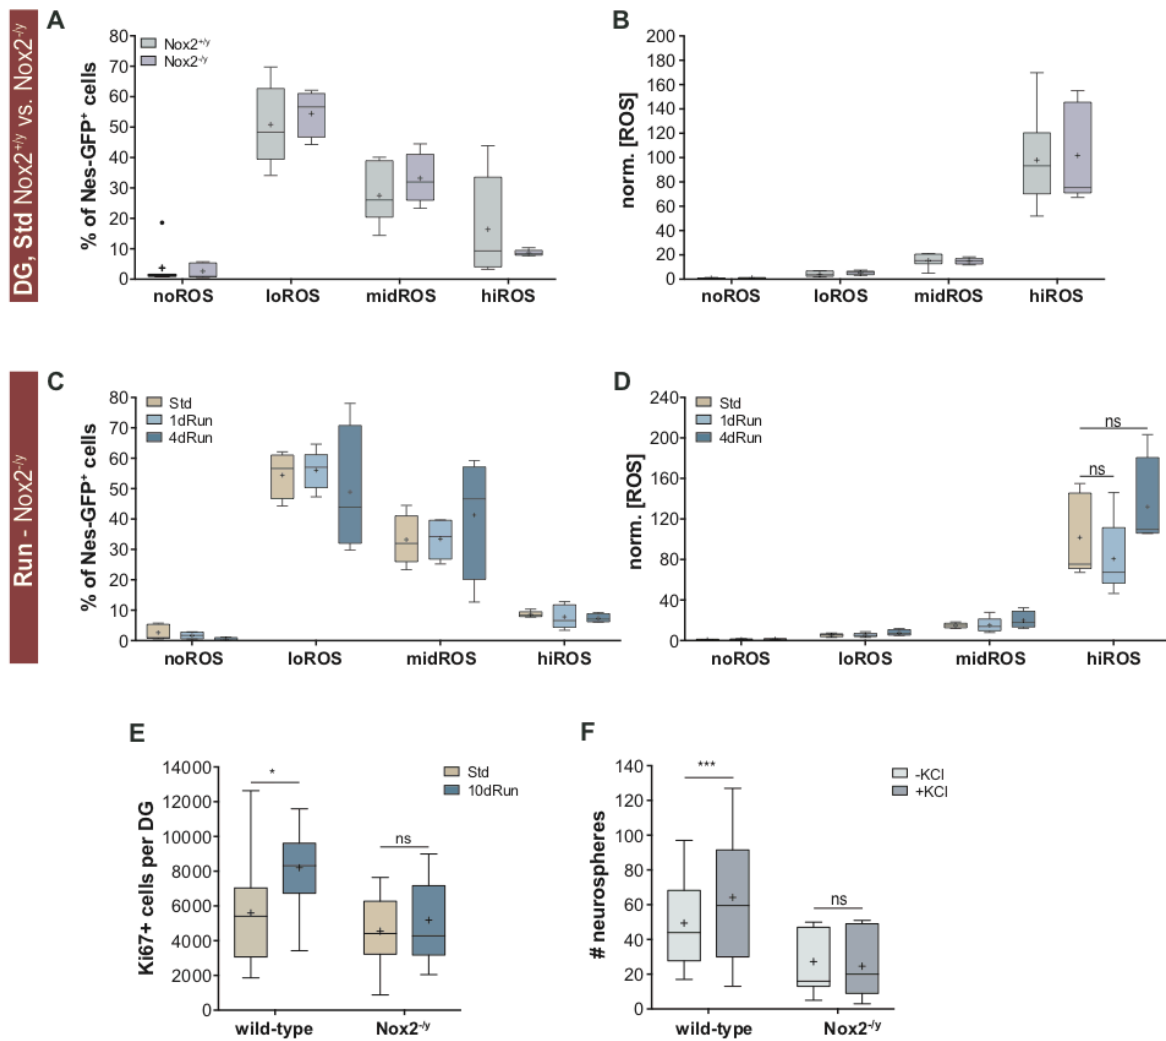 DG, Std Nox2+/y vs. Nox2-/y
A
% of Nes-GFP+ cells
80
70
60
50
40
30
20
10
0
Nox2+/y
Nox2-/y
noROS loROS midROS hiROS
B
norm. [ROS]
200
180
160
140
120
100
80
60
40
20
0
noROS loROS midROS hiROS
Run - Nox2-/y
C
% of Nes-GFP+ cells
80
70
60
50
40
30
20
10
0
Std
1dRun
4dRun
noROS loROS midROS hiROS
D
norm. [ROS]
240
200
160
120
80
40
0
Std
1dRun
4dRun
ns
ns
noROS loROS midROS hiROS
E
Ki67+ cells per DG
14000
12000
10000
8000
6000
4000
2000
0
*
ns
Std
10dRun
wild-type Nox2-/y
F
# neurospheres
140
120
100
80
60
40
20
0
***
ns
-KCl
+KCl
wild-type Nox2-/y